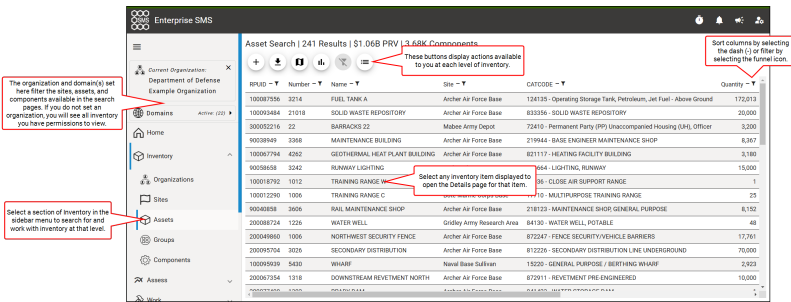 SMS
Enterprise SMS
Asset Search | 241 Results | $1.06B PRV | 3.68K Components
These buttons display actions available
to you at each level of inventory.
Sort columns by selecting
the dash (-) or filter by
selecting the funnel icon.
Current Organization:
Department of Defense
Example Organization
The organization and domain(s) set
here filter the sites, assets, and
components available in the search
pages. If you do not set an
organization, you will see all inventory
you have permissions to view.
Domains
Active: (22)
Home
Inventory
Organizations
Sites
Assets
Groups
Components
Assess
Work
Select a section of Inventory in the
sidebar menu to search for and
work with inventory at that level.
RPUID Number Name Site CATCODE Quantity
100087556 3214 FUEL TANK A Archer Air Force Base 124135 - Operating Storage Tank, Petroleum, Jet Fuel - Above Ground 172,013
100093484 21018 SOLID WASTE REPOSITORY Archer Air Force Base 833356 - SOLID WASTE REPOSITORY 20,000
300052216 22 BARRACKS 22 Mabee Army Depot 72410 - Permanent Party (PP) Unaccompanied Housing (UH), Officer 3,200
90038949 3368 MAINTENANCE BUILDING Archer Air Force Base 219944 - BASE ENGINEER MAINTENANCE SHOP 8,367
100067794 4262 GEOTHERMAL HEAT PLANT BUILDING Archer Air Force Base 821117 - HEATING FACILITY BUILDING 3,180
90058658 3242 RUNWAY LIGHTING 664 - LIGHTING, RUNWAY 15,000
100018792 1012 TRAINING RANGE 36 - CLOSE AIR SUPPORT RANGE 1
100012290 1006 TRAINING RANGE C 10 - MULTIPURPOSE TRAINING RANGE 25
Select any inventory item displayed to
open the Details page for that item.
90040858 3606 RAIL MAINTENANCE SHOP Archer Air Force Base 218123 - MAINTENANCE SHOP, GENERAL PURPOSE 8,152
200088724 1226 WATER WELL Gridley Army Research Area 84130 - WATER WELL, POTABLE 48
200049860 1006 NORTHWEST SECURITY FENCE Archer Air Force Base 872247 - FENCE SECURITY/VEHICLE BARRIERS 17,761
200095704 3026 SECONDARY DISTRIBUTION Archer Air Force Base 812226 - SECONDARY DISTRIBUTION LINE UNDERGROUND 70,000
100095939 5430 WHARF Naval Base Sullivan 15220 - GENERAL PURPOSE / BERTHING WHARF 2,923
200067354 1318 DOWNSTREAM REVETMENT NORTH Archer Air Force Base 872911 - REVETMENT PRE-ENGINEERED 10,000